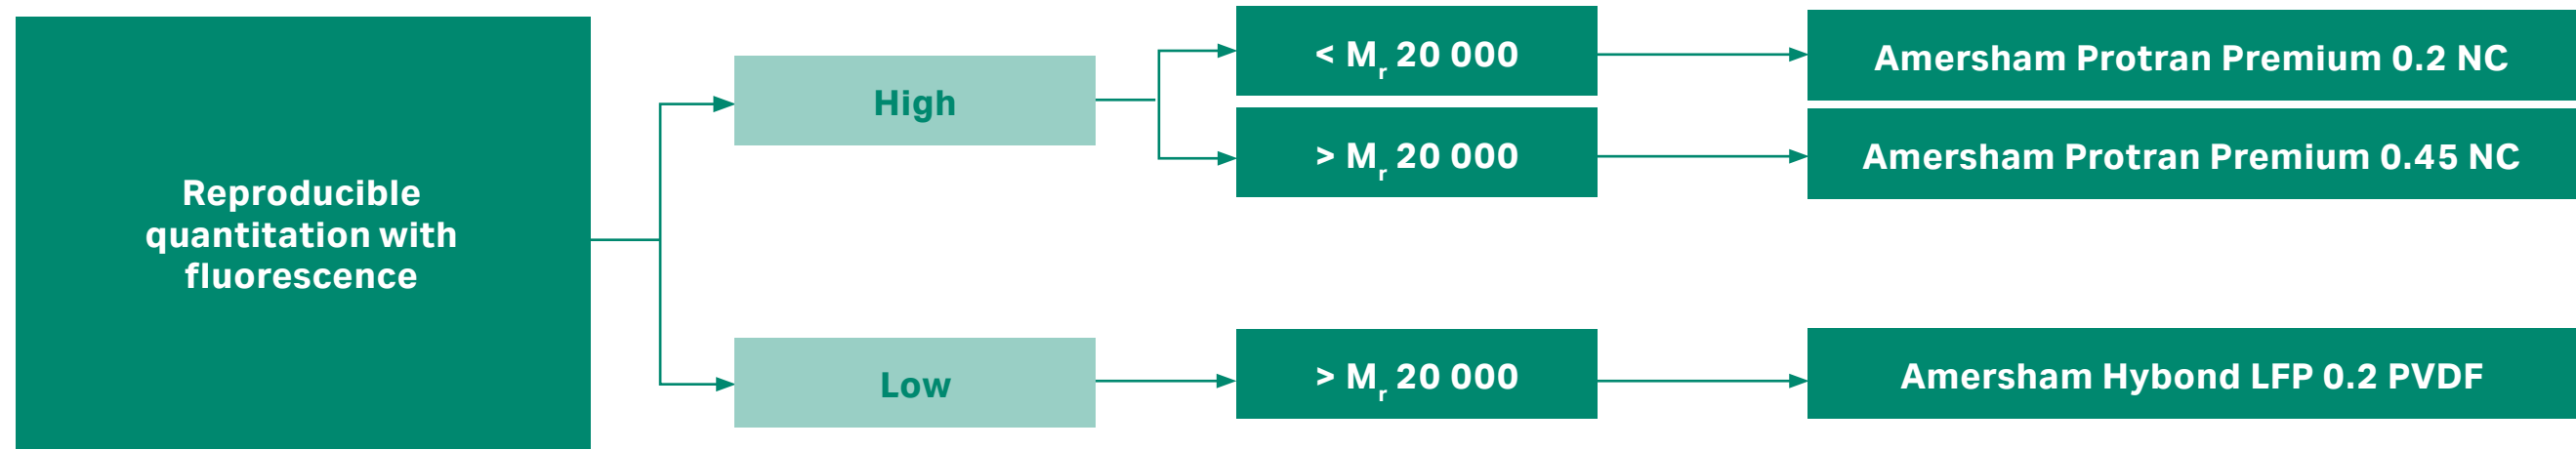 Reproducible
quantitation with
fluorescence
High
< Mr 20 000
Amersham Protran Premium 0.2 NC
> Mr 20 000
Amersham Protran Premium 0.45 NC
Low
> Mr 20 000
Amersham Hybond LFP 0.2 PVDF